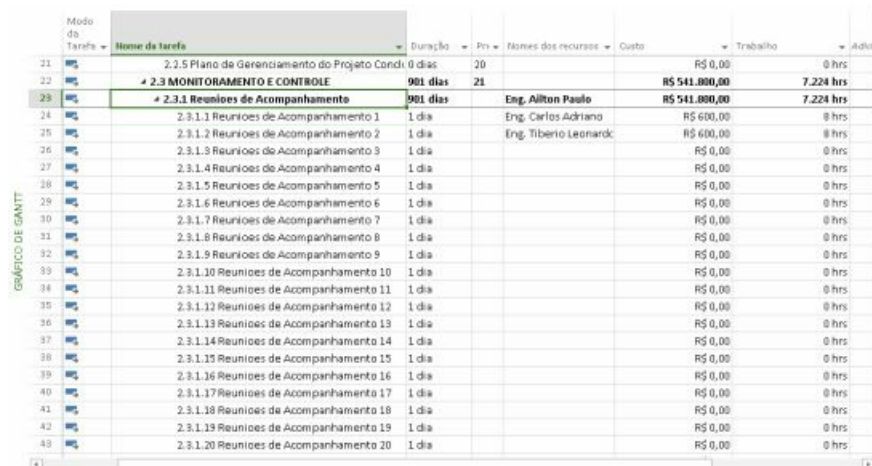 Modo
da
Tarefa Nome da tarefa Duração Nomes dos recursos Custo Trabalho
21 2.2.5 Plano de Gerenciamento do Projeto Concl 0 dias 20 R$ 0,00 0 hrs
22 2.3 MONITORAMENTO E CONTROLE 901 dias 21 R$ 541.800,00 7.224 hrs
23 2.3.1 Reunioes de Acompanhamento 901 dias Eng. Ailton Paulo R$ 541.800,00 7.224 hrs
24 2.3.1.1 Reunioes de Acompanhamento 1 1 dia Eng. Carlos Adriano R$ 600,00 8 hrs
25 2.3.1.2 Reunioes de Acompanhamento 2 1 dia Eng. Tiberio Leonardo R$ 600,00 8 hrs
26 2.3.1.3 Reunioes de Acompanhamento 3 1 dia R$ 0,00 0 hrs
27 2.3.1.4 Reunioes de Acompanhamento 4 1 dia R$ 0,00 0 hrs
28 2.3.1.5 Reunioes de Acompanhamento 5 1 dia R$ 0,00 0 hrs
29 2.3.1.6 Reunioes de Acompanhamento 6 1 dia R$ 0,00 0 hrs
30 2.3.1.7 Reunioes de Acompanhamento 7 1 dia R$ 0,00 0 hrs
31 2.3.1.8 Reunioes de Acompanhamento 8 1 dia R$ 0,00 0 hrs
32 2.3.1.9 Reunioes de Acompanhamento 9 1 dia R$ 0,00 0 hrs
33 2.3.1.10 Reunioes de Acompanhamento 10 1 dia R$ 0,00 0 hrs
34 2.3.1.11 Reunioes de Acompanhamento 11 1 dia R$ 0,00 0 hrs
35 2.3.1.12 Reunioes de Acompanhamento 12 1 dia R$ 0,00 0 hrs
36 2.3.1.13 Reunioes de Acompanhamento 13 1 dia R$ 0,00 0 hrs
37 2.3.1.14 Reunioes de Acompanhamento 14 1 dia R$ 0,00 0 hrs
38 2.3.1.15 Reunioes de Acompanhamento 15 1 dia R$ 0,00 0 hrs
39 2.3.1.16 Reunioes de Acompanhamento 16 1 dia R$ 0,00 0 hrs
40 2.3.1.17 Reunioes de Acompanhamento 17 1 dia R$ 0,00 0 hrs
41 2.3.1.18 Reunioes de Acompanhamento 18 1 dia R$ 0,00 0 hrs
42 2.3.1.19 Reunioes de Acompanhamento 19 1 dia R$ 0,00 0 hrs
43 2.3.1.20 Reunioes de Acompanhamento 20 1 dia R$ 0,00 0 hrs
GRÁFICO DE GANTT